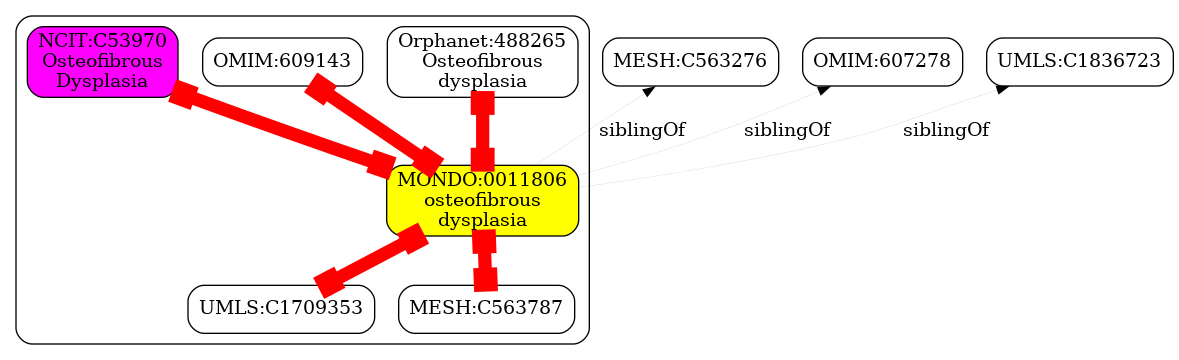 NCIT:C53970
Osteofibrous
Dysplasia
OMIM:609143
Orphanet:488265
Osteofibrous
dysplasia
MESH:C563276
OMIM:607278
UMLS:C1836723
siblingOf
siblingOf
siblingOf
MONDO:0011806
osteofibrous
dysplasia
UMLS:C1709353
MESH:C563787